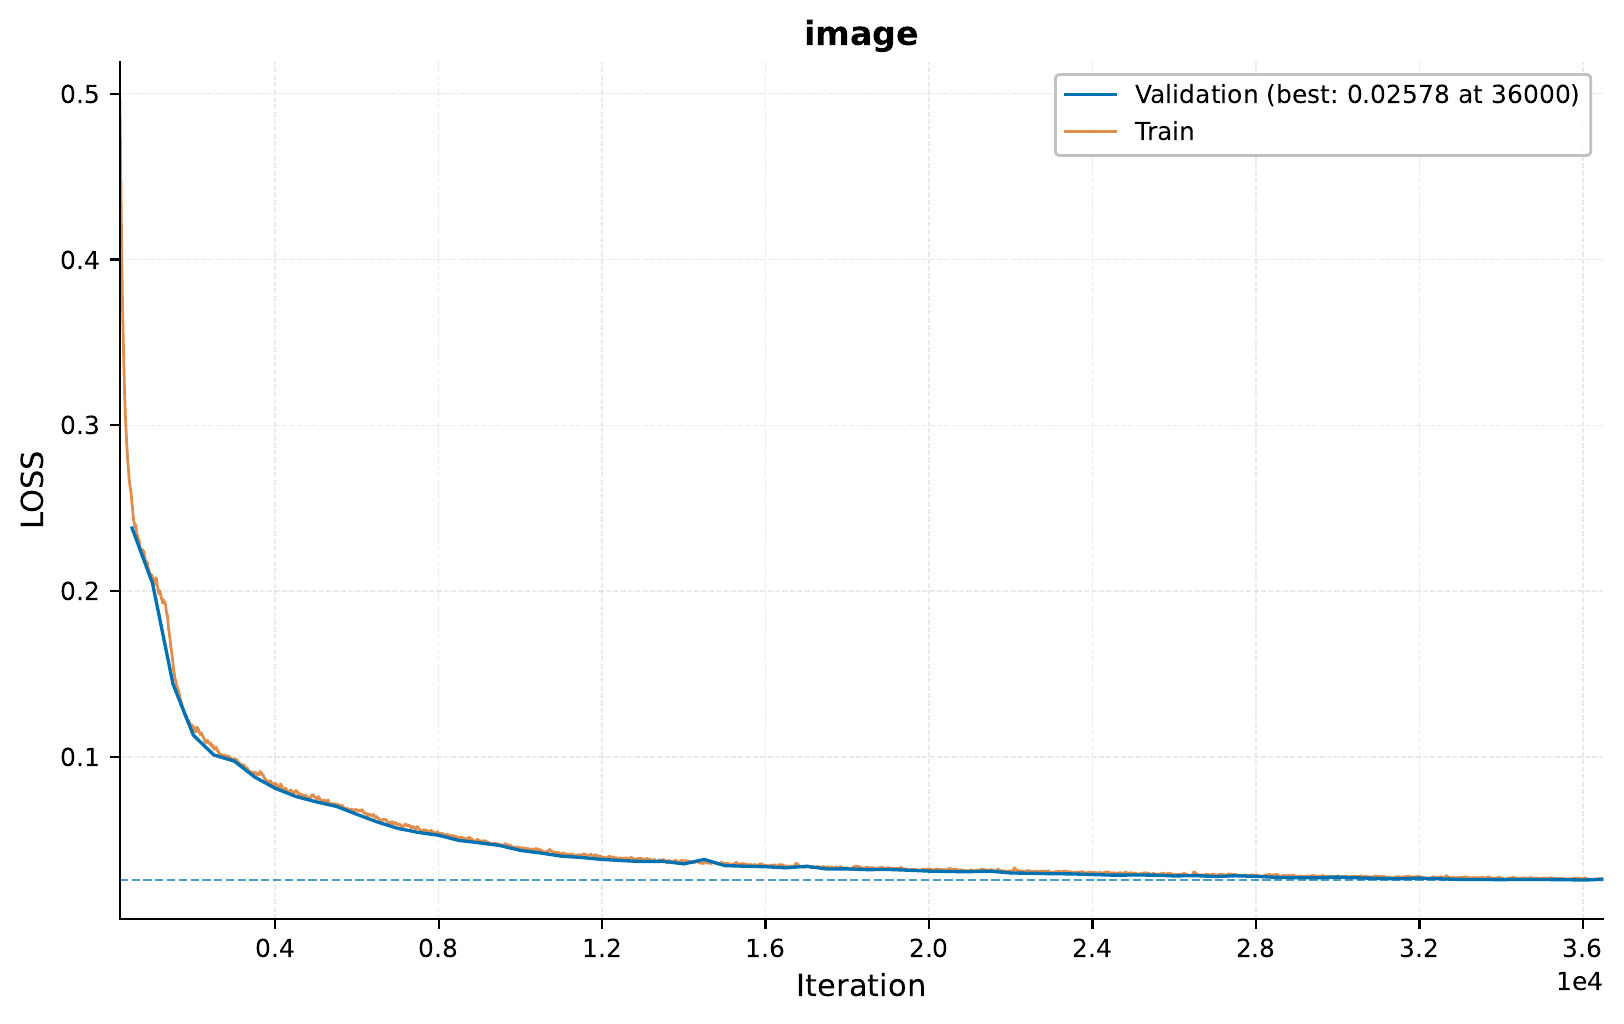 image
0.5
0.4
0.3
0.2
0.1
LOSS
Validation (best: 0.02578 at 36000)
Train
0.4 0.8 1.2 1.6 2.0 2.4 2.8 3.2 3.6
1e4
Iteration